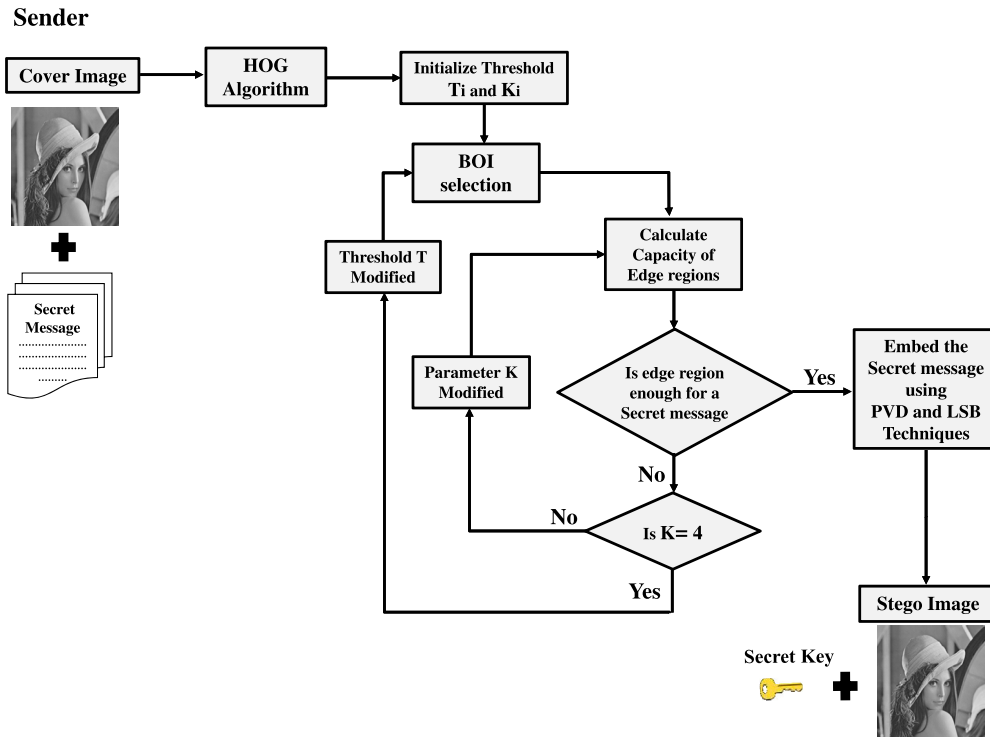 Sender
Cover Image
HOG
Algorithm
Initialize Threshold
Ti and Ki
BOI
selection
Threshold T
Modified
Calculate
Capacity of
Edge regions
Secret
Message
........................
........................
........................
.........
Parameter K
Modified
Is edge region
enough for a
Secret message
Yes
Embed the
Secret message
using
PVD and LSB
Techniques
No
No
Is K= 4
Yes
Stego Image
Secret Key